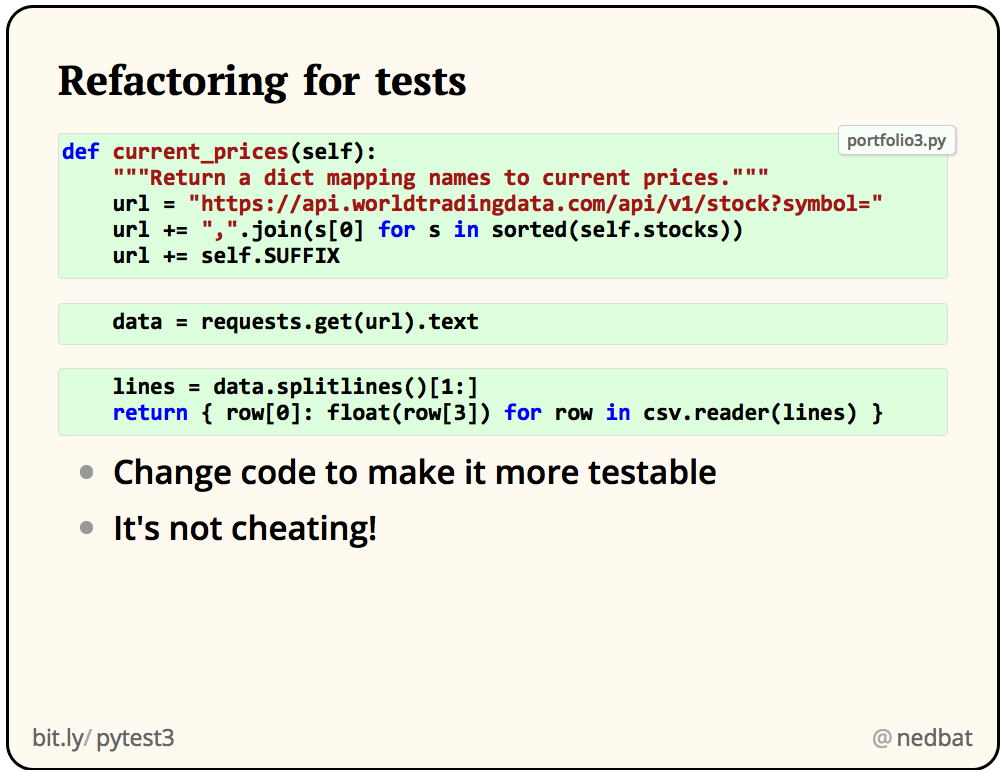 Refactoring for tests
portfolio3.py
def current_prices(self):
    """Return a dict mapping names to current prices."""
    url = "https://api.worldtradingdata.com/api/v1/stock?symbol="
    url += ",".join(s[0] for s in sorted(self.stocks))
    url += self.SUFFIX
    data = requests.get(url).text
    lines = data.splitlines()[1:]
    return { row[0]: float(row[3]) for row in csv.reader(lines) }
Change code to make it more testable
It's not cheating!
bit.ly/pytest3
@nedbat